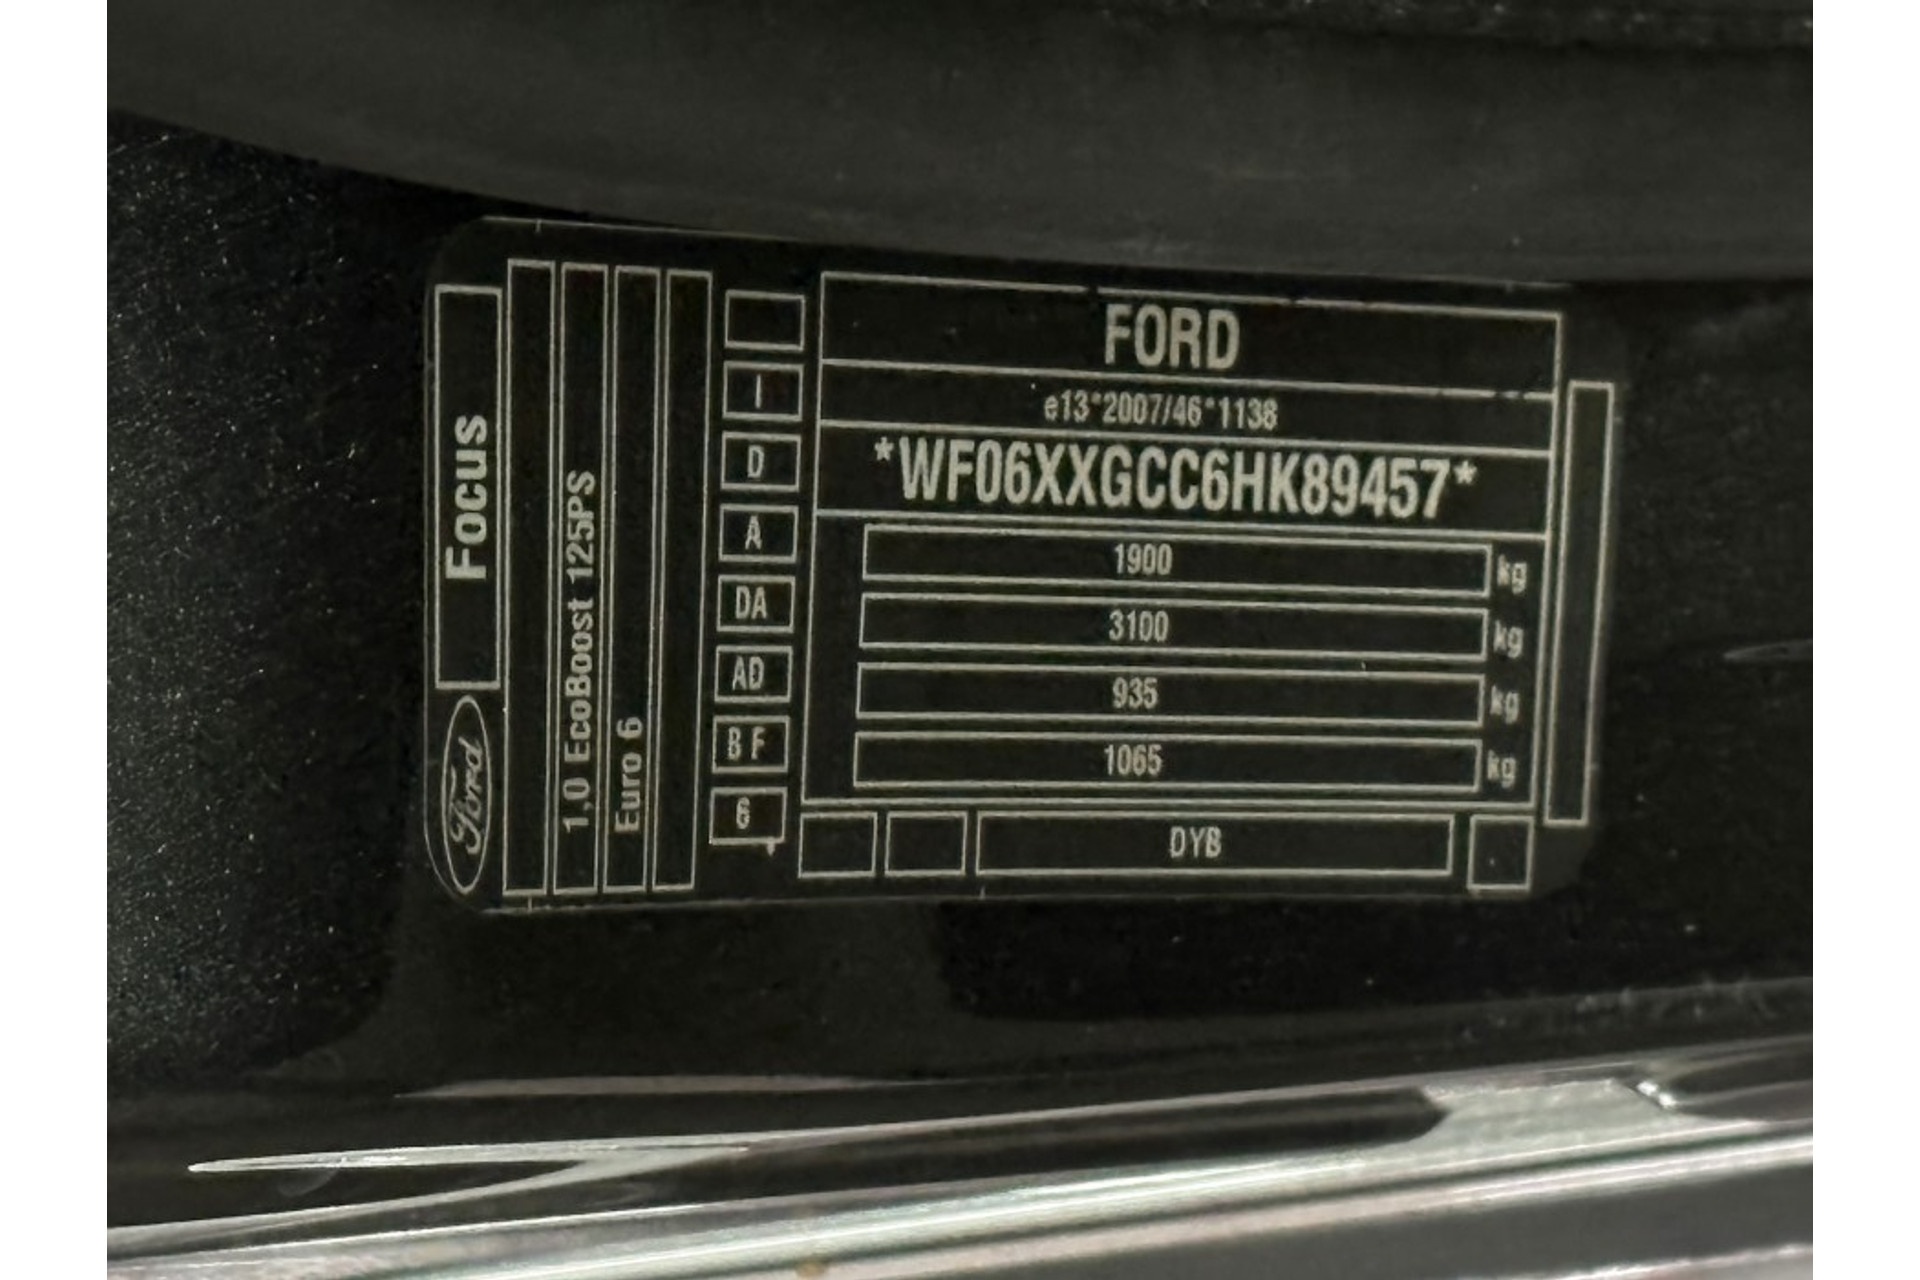 Ford
Focus
1,0 EcoBoost 125PS
Euro 6
I
D
A
DA
AD
B F
6
FORD
e13*2007/46*1138
*WF06XXGCC6HK89457*
1900 kg
3100 kg
935 kg
1065 kg
DYB